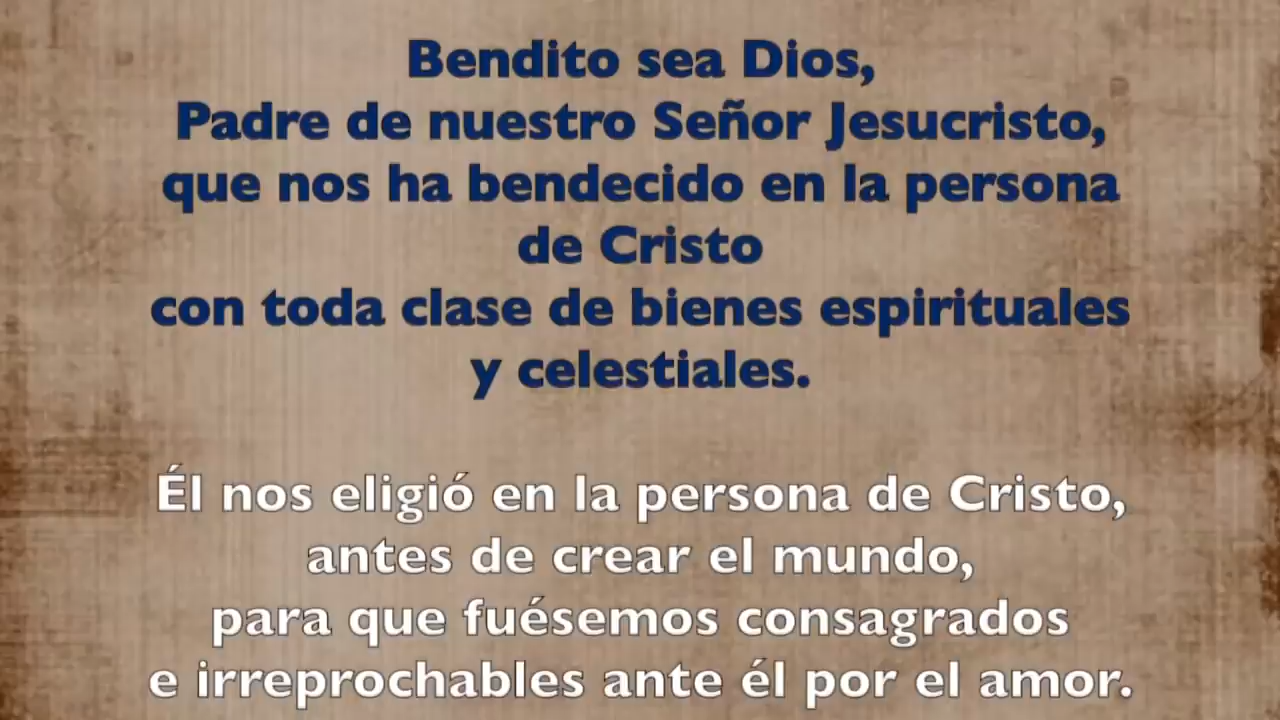 Bendito sea Dios,
Padre de nuestro Señor Jesucristo,
que nos ha bendecido en la persona
de Cristo
con toda clase de bienes espirituales
y celestiales.
Él nos eligió en la persona de Cristo,
antes de crear el mundo,
para que fuésemos consagrados
e irreprochables ante él por el amor.